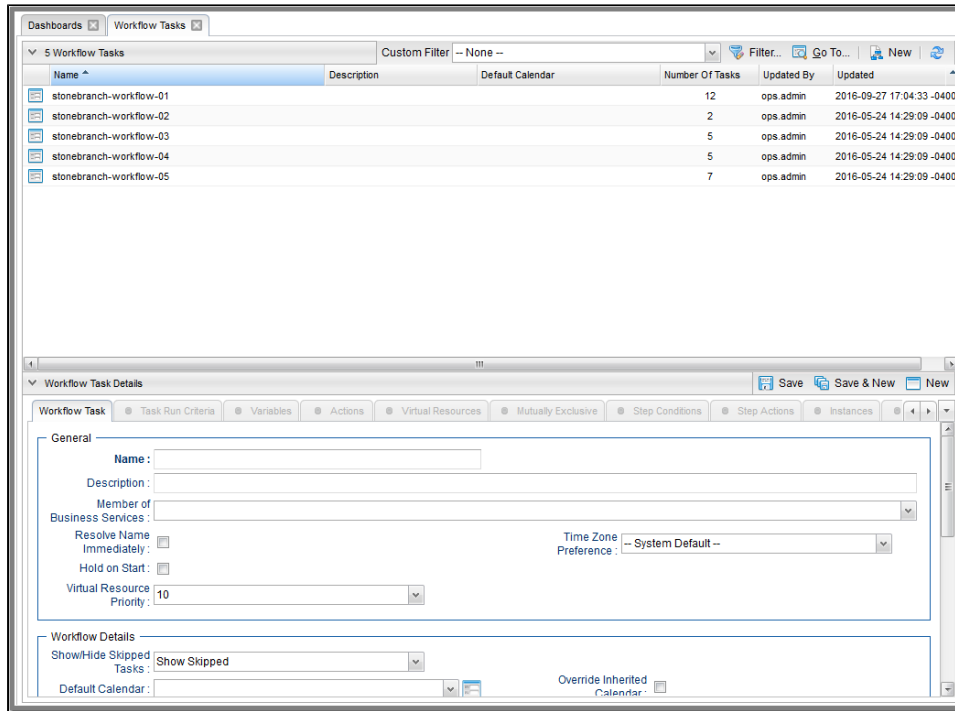 Dashboards Workflow Tasks
5 Workflow Tasks Custom Filter -- None -- Filter... Go To... New
Name Description Default Calendar Number Of Tasks Updated By Updated
stonebranch-workflow-01 12 ops.admin 2016-09-27 17:04:33 -0400
stonebranch-workflow-02 2 ops.admin 2016-05-24 14:29:09 -0400
stonebranch-workflow-03 5 ops.admin 2016-05-24 14:29:09 -0400
stonebranch-workflow-04 5 ops.admin 2016-05-24 14:29:09 -0400
stonebranch-workflow-05 7 ops.admin 2016-05-24 14:29:09 -0400
Workflow Task Details Save Save & New New
Workflow Task Task Run Criteria Variables Actions Virtual Resources Mutually Exclusive Step Conditions Step Actions Instances
General
Name :
Description :
Member of
Business Services :
Resolve Name
Immediately :
Time Zone
Preference : -- System Default --
Hold on Start :
Virtual Resource
Priority : 10
Workflow Details
Show/Hide Skipped
Tasks : Show Skipped
Default Calendar :
Override Inherited
Calendar :